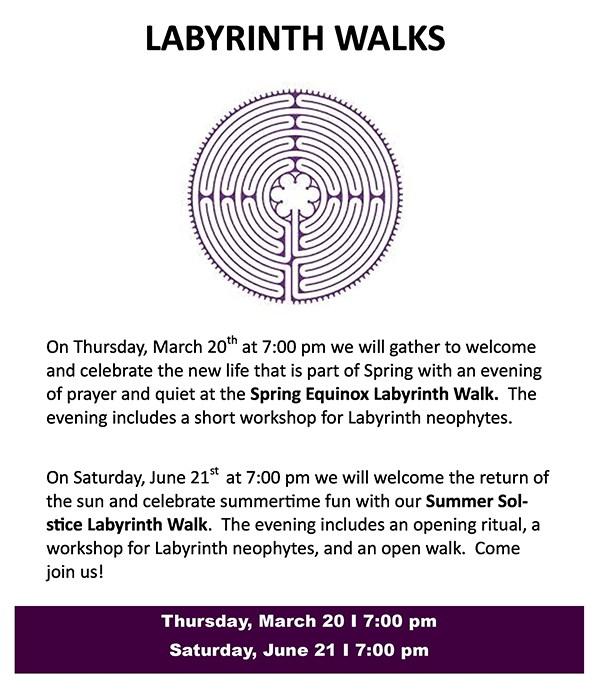 LABYRINTH WALKS
On Thursday, March 20th at 7:00 pm we will gather to welcome
and celebrate the new life that is part of Spring with an evening
of prayer and quiet at the Spring Equinox Labyrinth Walk.  The
evening includes a short workshop for Labyrinth neophytes.
On Saturday, June 21st at 7:00 pm we will welcome the return of
the sun and celebrate summertime fun with our Summer Sol-
stice Labyrinth Walk.  The evening includes an opening ritual, a
workshop for Labyrinth neophytes, and an open walk.  Come
join us!
Thursday, March 20 I 7:00 pm
Saturday, June 21 I 7:00 pm